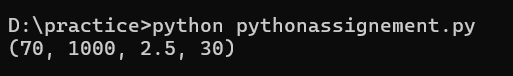 D:\practice>python pythonassignement.py
(70, 1000, 2.5, 30)